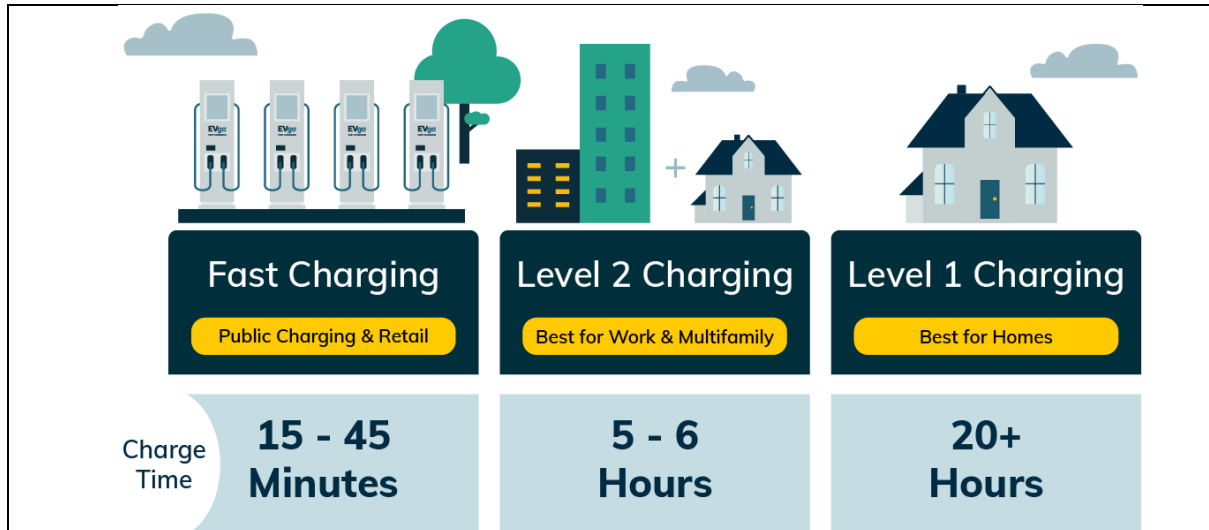 EVgo
EVgo
EVgo
EVgo
Fast Charging
Public Charging & Retail
Level 2 Charging
Best for Work & Multifamily
Level 1 Charging
Best for Homes
Charge
Time
15 - 45
Minutes
5 - 6
Hours
20+
Hours